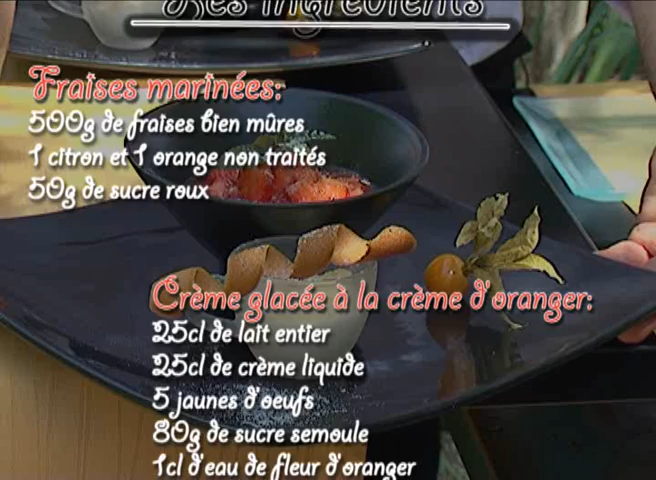 Les ingrédients
Fraises marinées:
500g de fraises bien mûres
1 citron et 1 orange non traités
50g de sucre roux
Crème glacée à la crème d'oranger:
25cl de lait entier
25cl de crème liquide
5 jaunes d'oeufs
80g de sucre semoule
1cl d'eau de fleur d'oranger